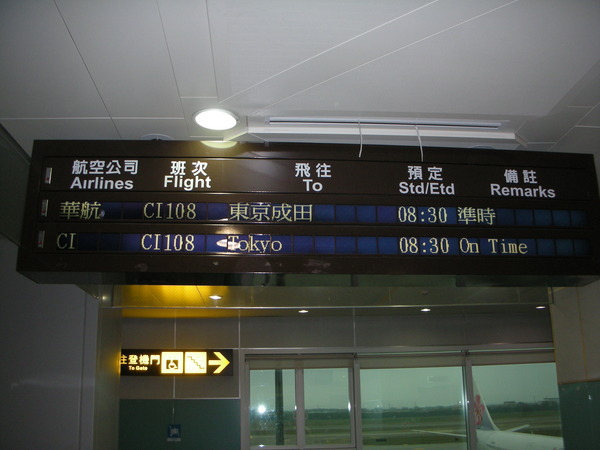 航空公司 班次 飛往 預定 備註
Airlines Flight To Std/Etd Remarks
華航 CI108 東京成田 08:30 準時
CI CI108 Tokyo 08:30 On Time
往登機門
To Gate